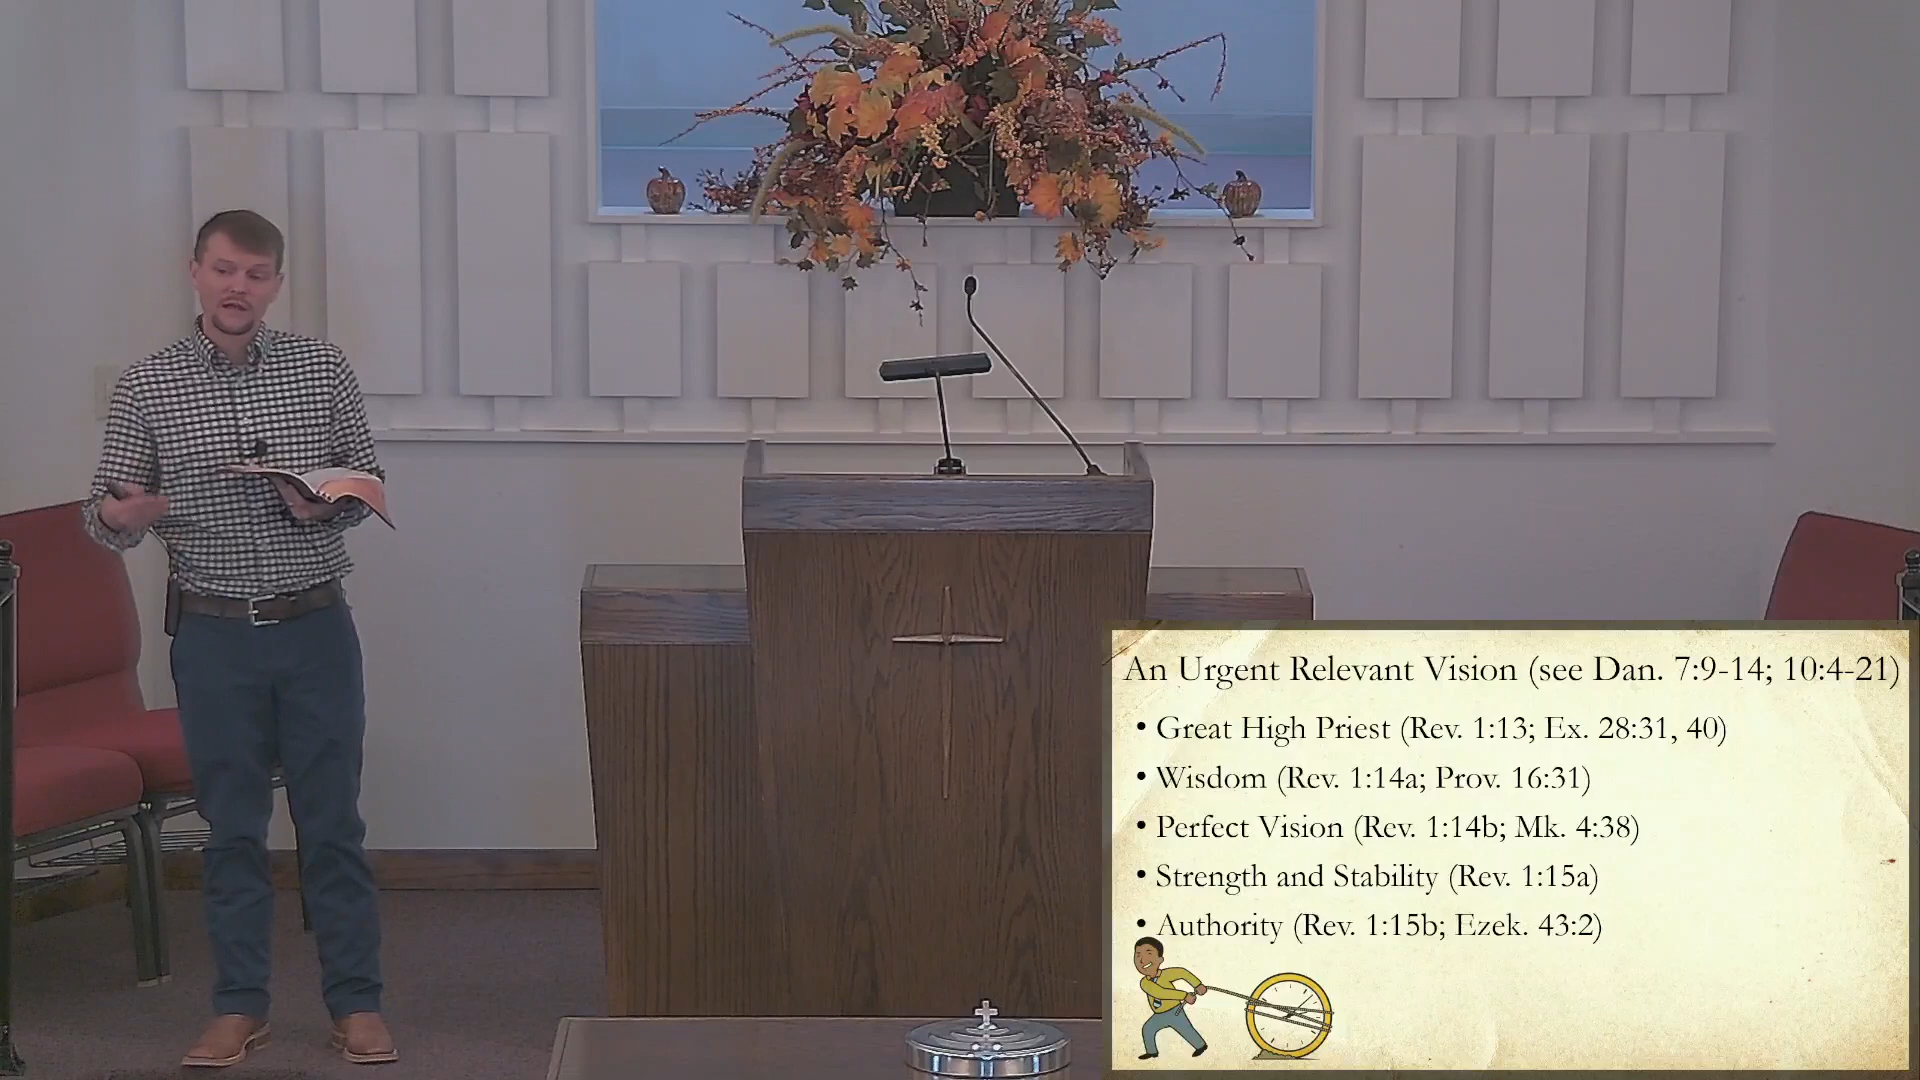 An Urgent Relevant Vision (see Dan. 7:9-14; 10:4-21)
• Great High Priest (Rev. 1:13; Ex. 28:31, 40)
• Wisdom (Rev. 1:14a; Prov. 16:31)
• Perfect Vision (Rev. 1:14b; Mk. 4:38)
• Strength and Stability (Rev. 1:15a)
• Authority (Rev. 1:15b; Ezek. 43:2)